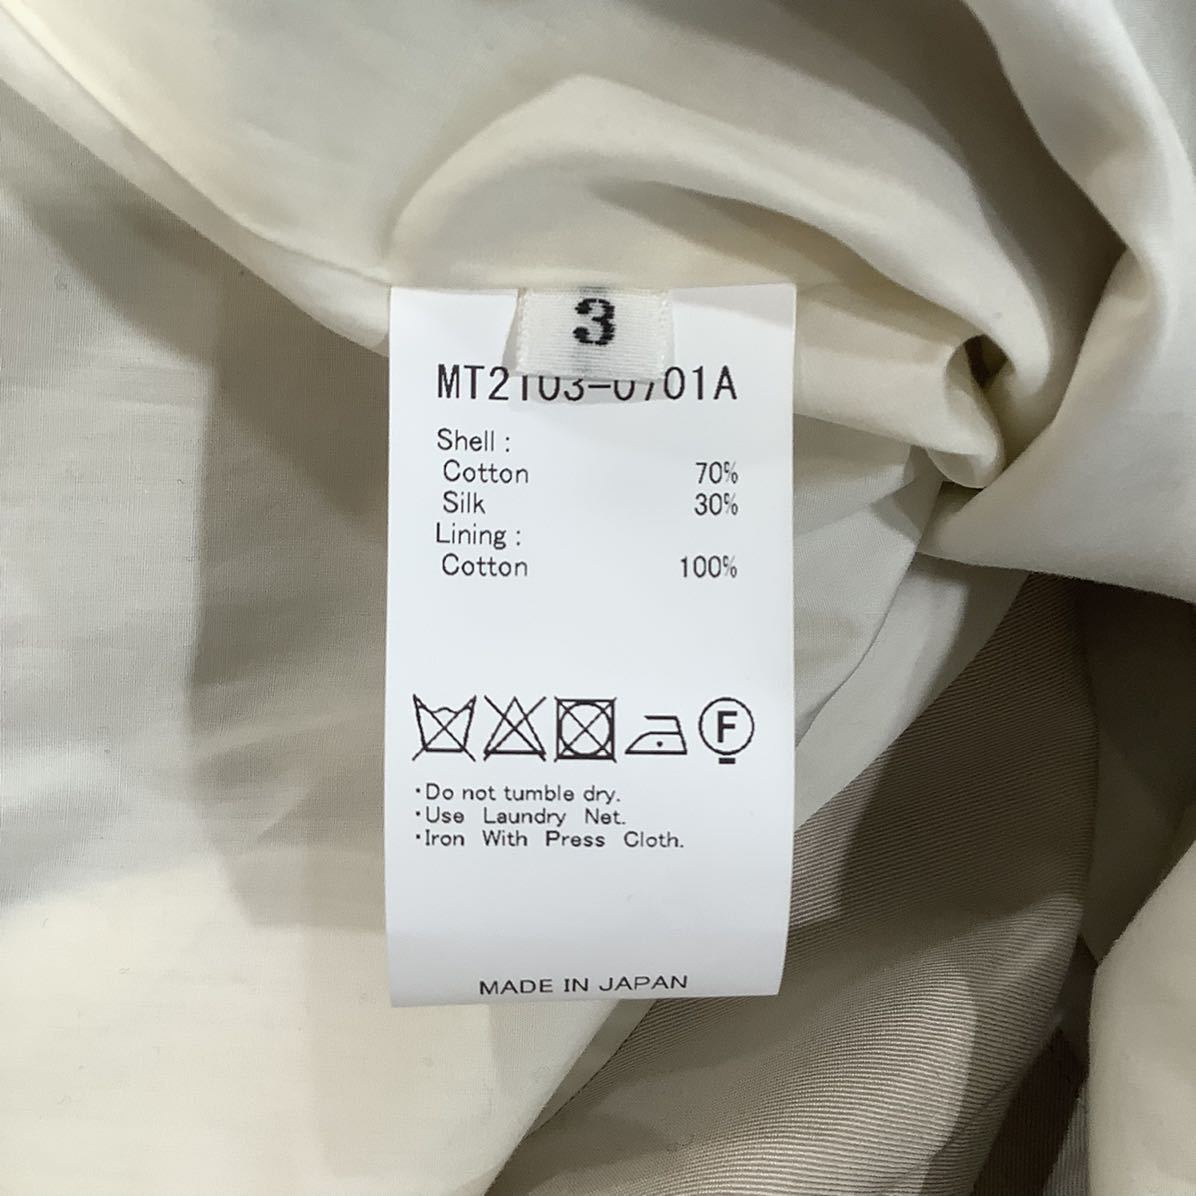 3
MT2103-0701A
Shell :
Cotton 70%
Silk 30%
Lining :
Cotton 100%
F
･Do not tumble dry.
･Use Laundry Net.
･Iron With Press Cloth.
MADE IN JAPAN